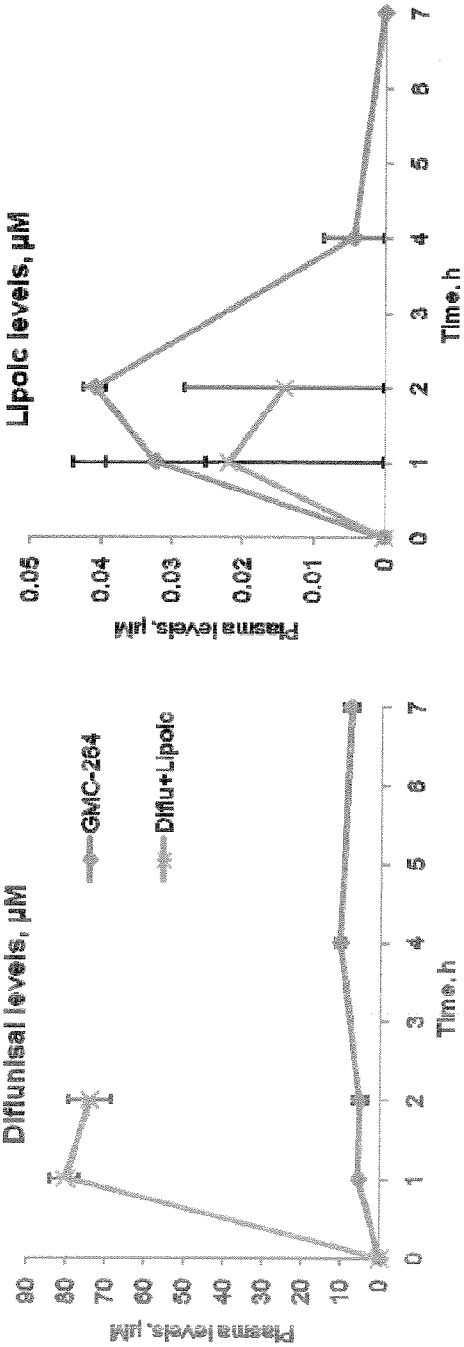 Diflunisal levels, µM
Plasma levels, µM
90
80
70
60
50
40
30
20
10
0
0 1 2 3 4 5 6 7
Time, h
GMC-264
Diflu+Lipoic
Lipoic levels, µM
Plasma levels, µM
0.05
0.04
0.03
0.02
0.01
0
0 1 2 3 4 5 6 7
Time, h